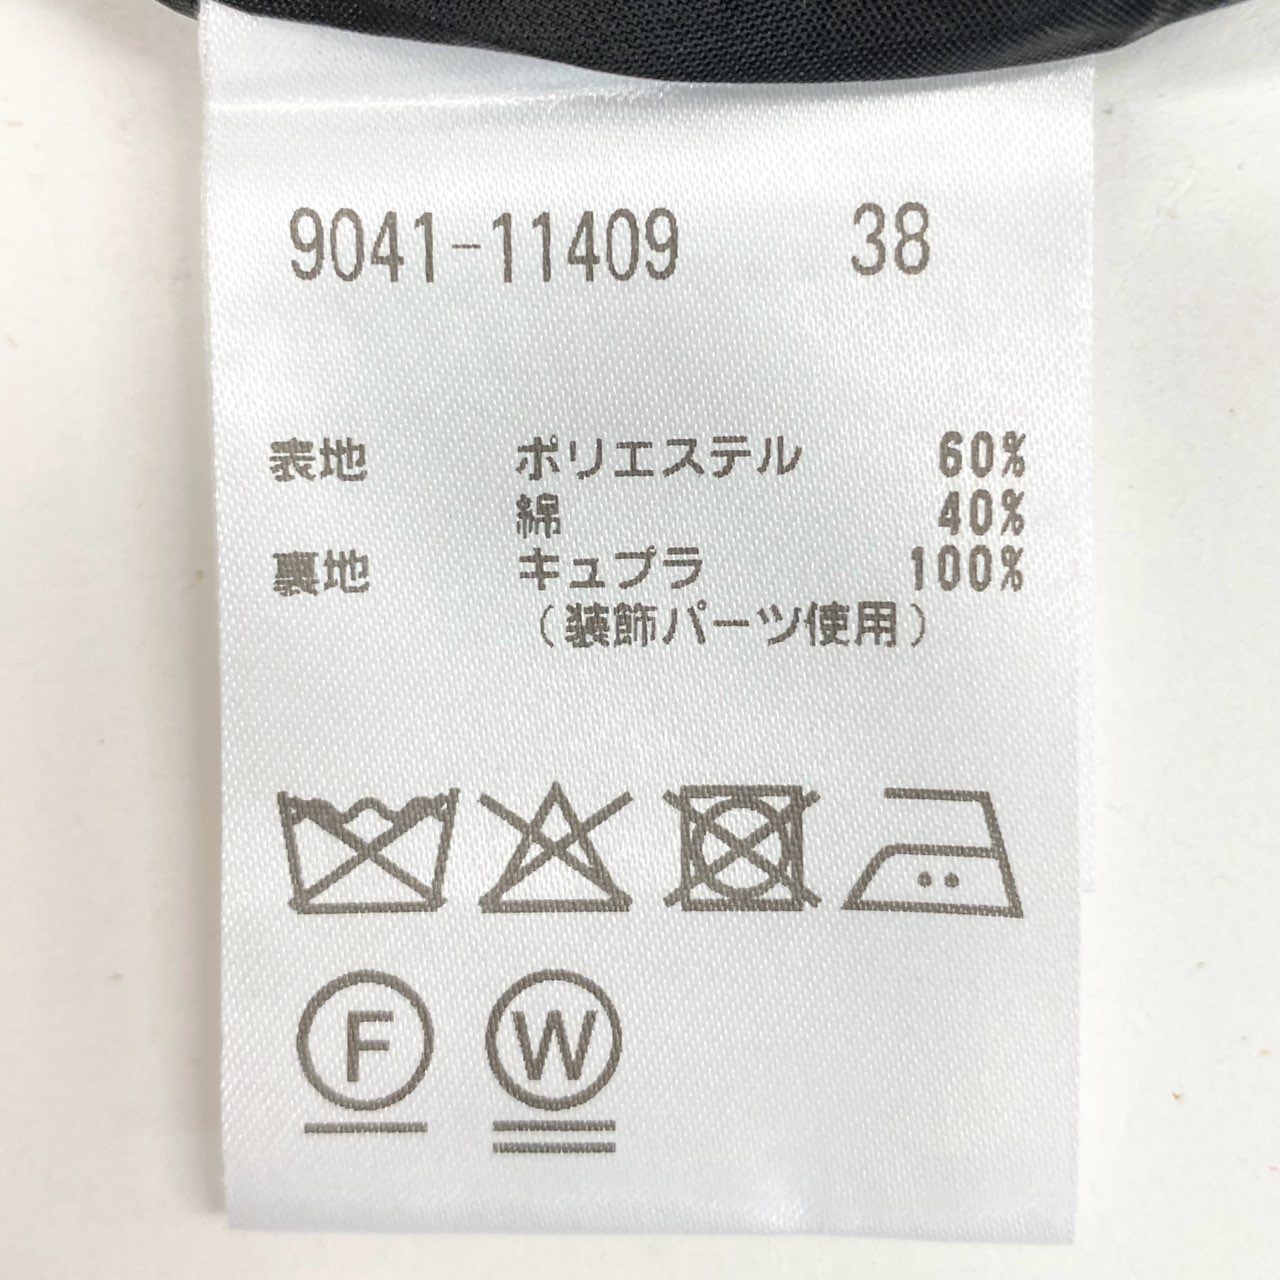 9041-11409 38
表地 ポリエステル 60%
綿 40%
裏地 キュプラ 100%
(装飾パーツ使用)
F W